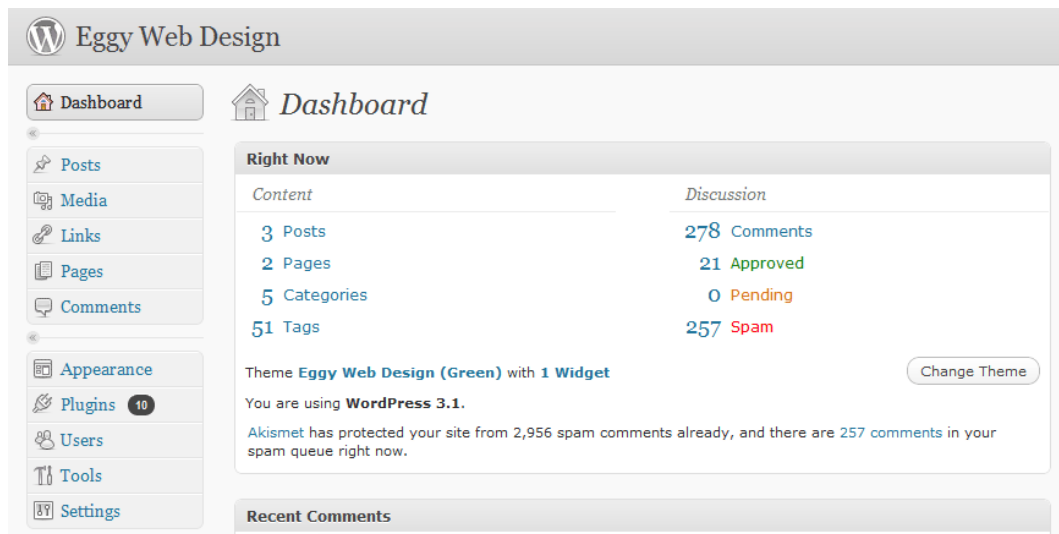 Eggy Web Design
Dashboard
Posts
Media
Links
Pages
Comments
Appearance
Plugins 10
Users
Tools
Settings
Dashboard
Right Now
Content
3 Posts
2 Pages
5 Categories
51 Tags
Discussion
278 Comments
21 Approved
0 Pending
257 Spam
Theme Eggy Web Design (Green) with 1 Widget
Change Theme
You are using WordPress 3.1.
Akismet has protected your site from 2,956 spam comments already, and there are 257 comments in your
spam queue right now.
Recent Comments